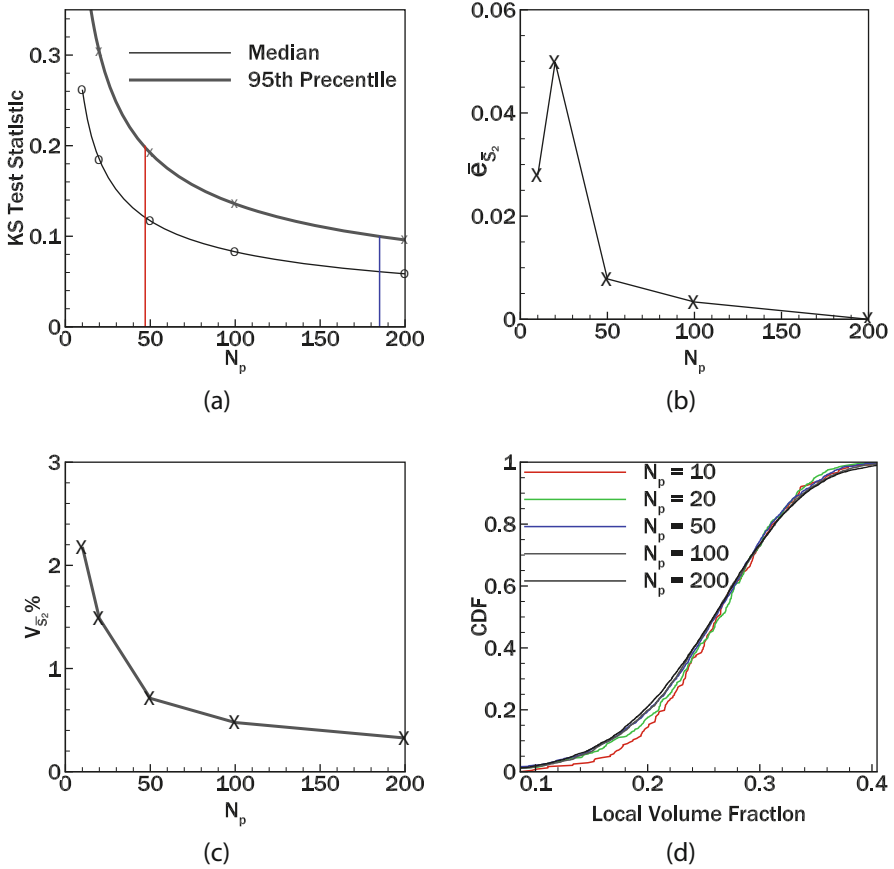 0.3
0.2
0.1
0
KS Test Statistic
Median
95th Precentile
0 50 100 150 200
N_p
(a)
0.06
0.04
0.02
0
ē_S̄₂
0 50 100 150 200
N_p
(b)
3
2
1
0
V_S̄₂%
0 50 100 150 200
N_p
(c)
1
0.8
0.6
0.4
0.2
0
CDF
N_p = 10
N_p = 20
N_p = 50
N_p = 100
N_p = 200
0.1 0.2 0.3 0.4
Local Volume Fraction
(d)